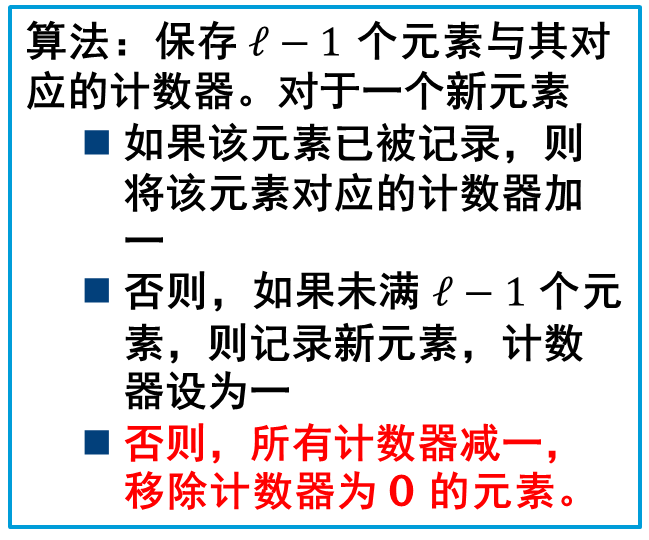 算法：保存 ℓ − 1 个元素与其对
应的计数器。对于一个新元素
■ 如果该元素已被记录，则
将该元素对应的计数器加
一
■ 否则，如果未满 ℓ − 1 个元
素，则记录新元素，计数
器设为一
■ 否则，所有计数器减一，
移除计数器为 0 的元素。